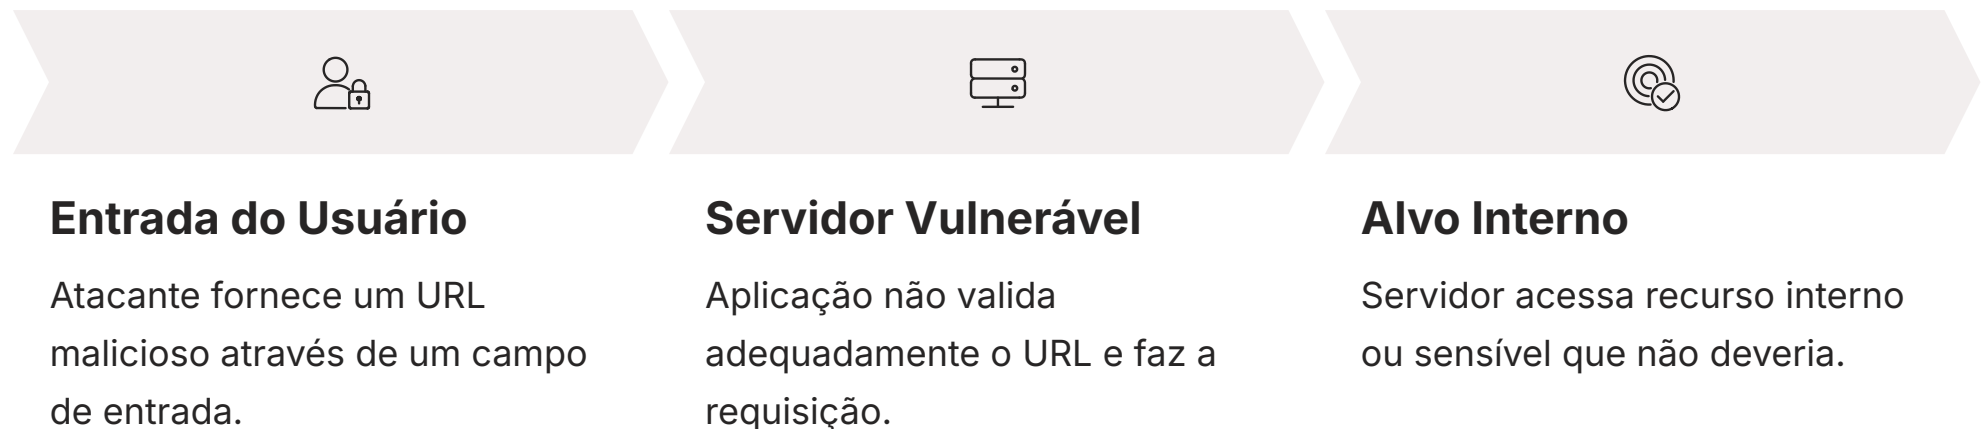 Entrada do Usuário
Atacante fornece um URL
malicioso através de um campo
de entrada.
Servidor Vulnerável
Aplicação não valida
adequadamente o URL e faz a
requisição.
Alvo Interno
Servidor acessa recurso interno
ou sensível que não deveria.